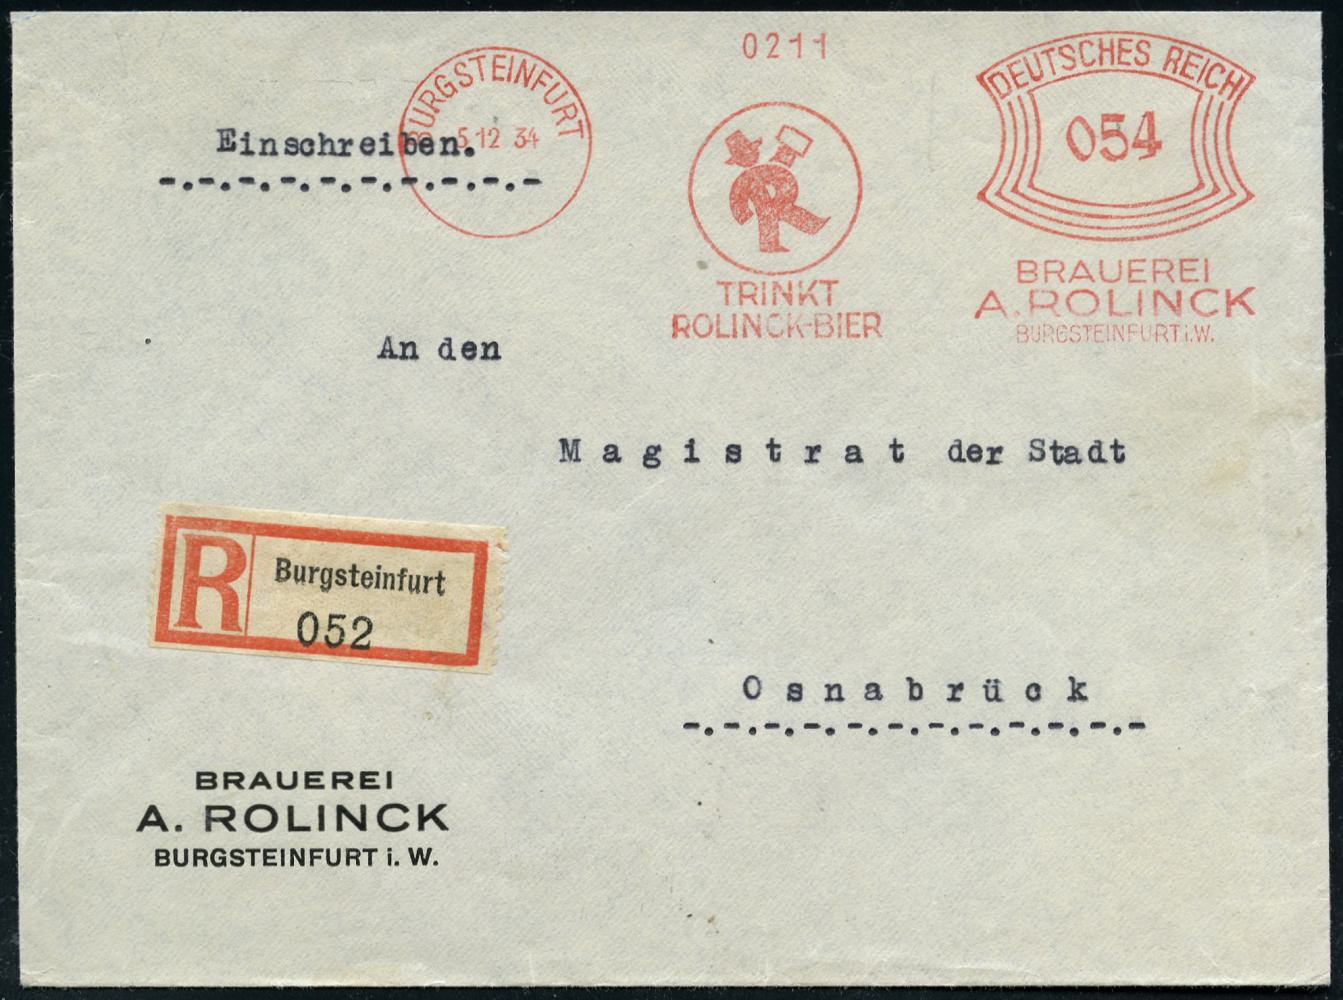 0211
DEUTSCHES REICH
BURGSTEINFURT
054
5.12 34
Einschreiben.
BRAUEREI
A. ROLINCK
BURGSTEINFURT i.W.
TRINKT
ROLINCK-BIER
An den
Magistrat der Stadt
R
Burgsteinfurt
052
Osnabrück
BRAUEREI
A. ROLINCK
BURGSTEINFURT i. W.